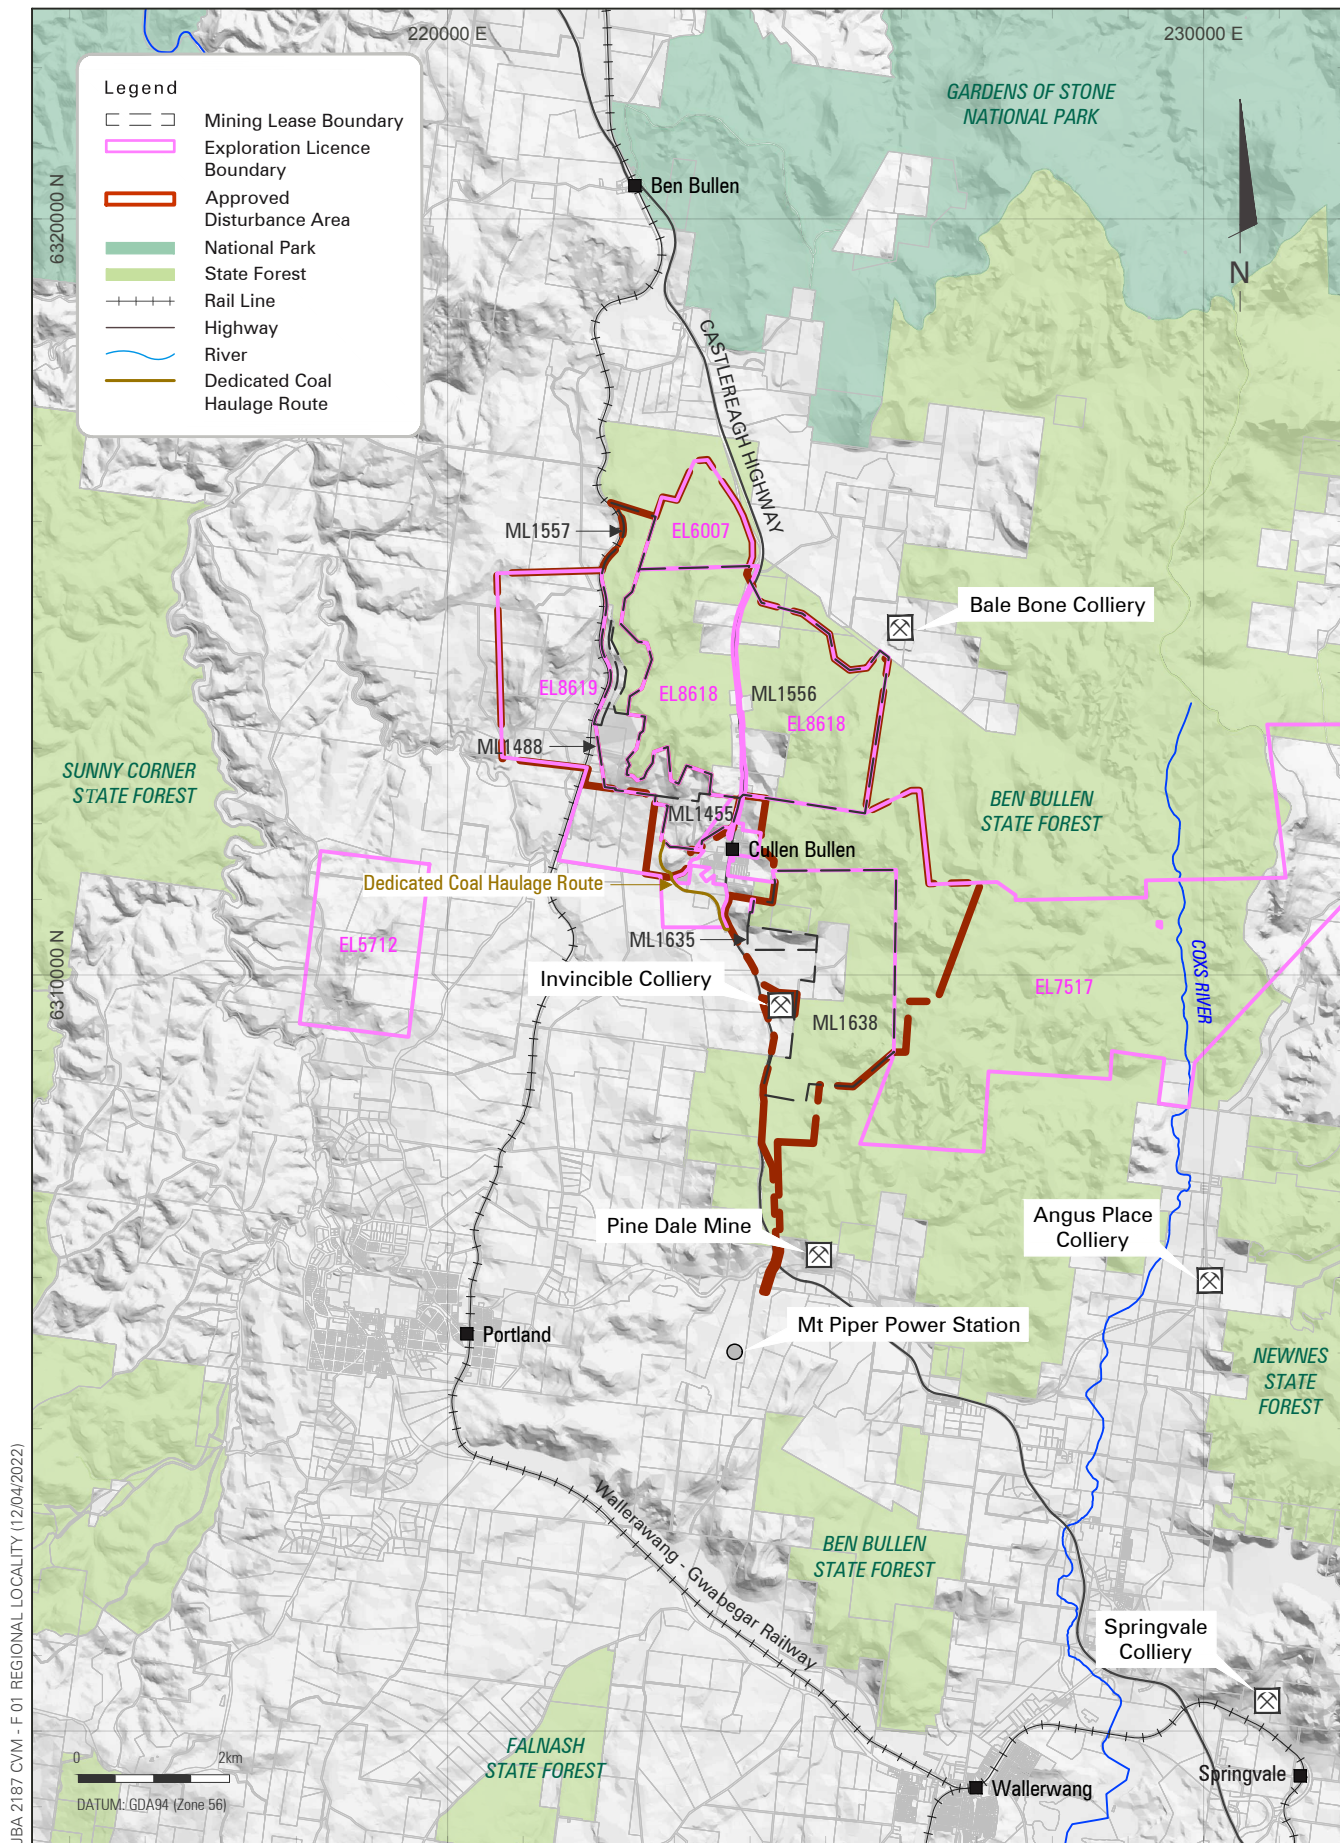 220000 E
230000 E
Legend
Mining Lease Boundary
Exploration Licence
Boundary
Approved
Disturbance Area
National Park
State Forest
Rail Line
Highway
River
Dedicated Coal
Haulage Route
GARDENS OF STONE
NATIONAL PARK
6320000 N
Ben Bullen
N
CASTLEREAGH HIGHWAY
ML1557
EL6007
Bale Bone Colliery
EL8619
EL8618
ML1556
EL8618
ML1488
SUNNY CORNER
STATE FOREST
BEN BULLEN
STATE FOREST
ML1455
Cullen Bullen
Dedicated Coal Haulage Route
EL5712
ML1635
6310000 N
COXS RIVER
Invincible Colliery
EL7517
ML1638
Pine Dale Mine
Angus Place
Colliery
Mt Piper Power Station
Portland
NEWNES
STATE
FOREST
Wallerawang - Gwabegar Railway
BEN BULLEN
STATE FOREST
Springvale
Colliery
FALNASH
STATE FOREST
Wallerwang
Springvale
0
2km
DATUM: GDA94 (Zone 56)
UBA 2187 CVM - F 01 REGIONAL LOCALITY (12/04/2022)